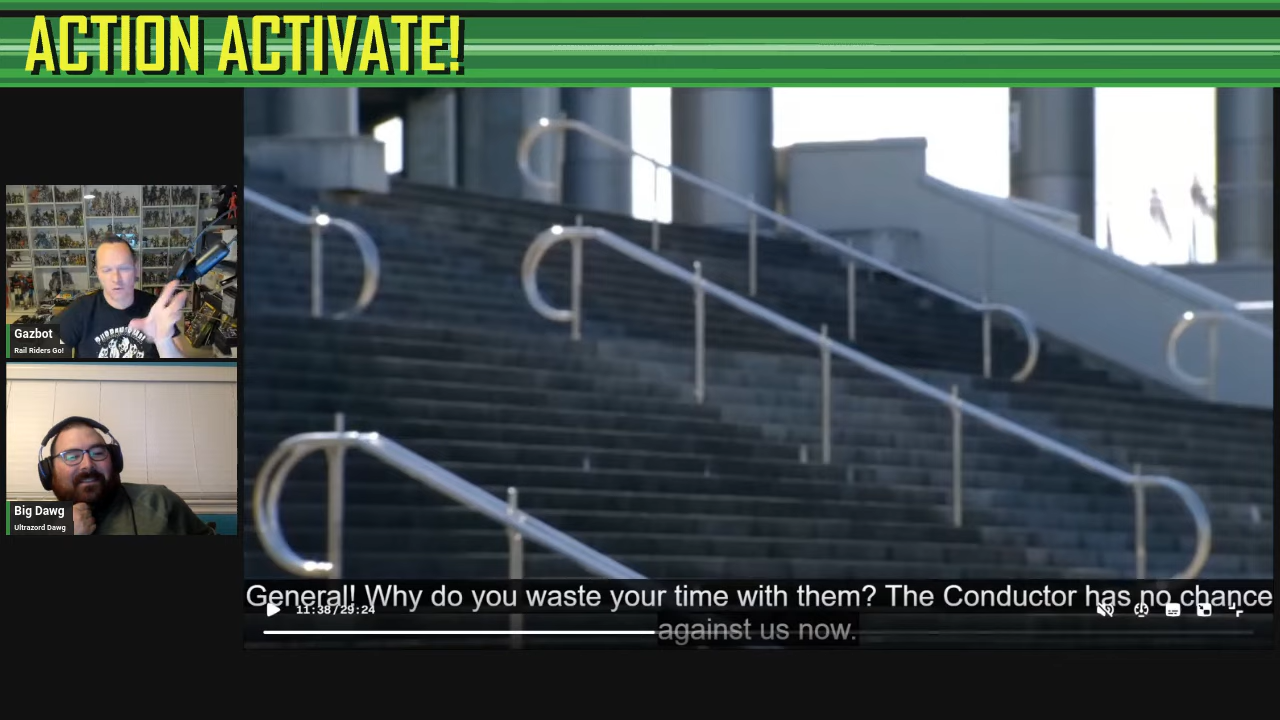 ACTION ACTIVATE!
Gazbot
Rail Riders Go!
Big Dawg
Ultrazord Dawg
General! Why do you waste your time with them? The Conductor has no chance
against us now.
11:38/29:24